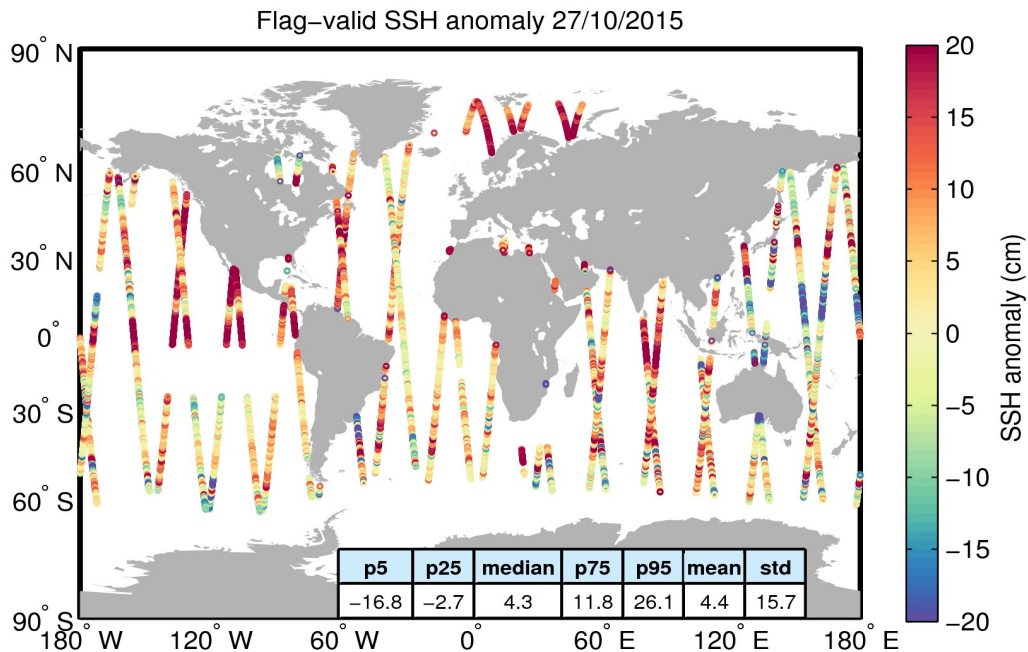 Flag−valid SSH anomaly 27/10/2015
90° N
60° N
30° N
0°
30° S
60° S
90° S
180° W
120° W
60° W
0°
60° E
120° E
180° E
p5 p25 median p75 p95 mean std
−16.8 −2.7 4.3 11.8 26.1 4.4 15.7
20
15
10
5
0
−5
−10
−15
−20
SSH anomaly (cm)